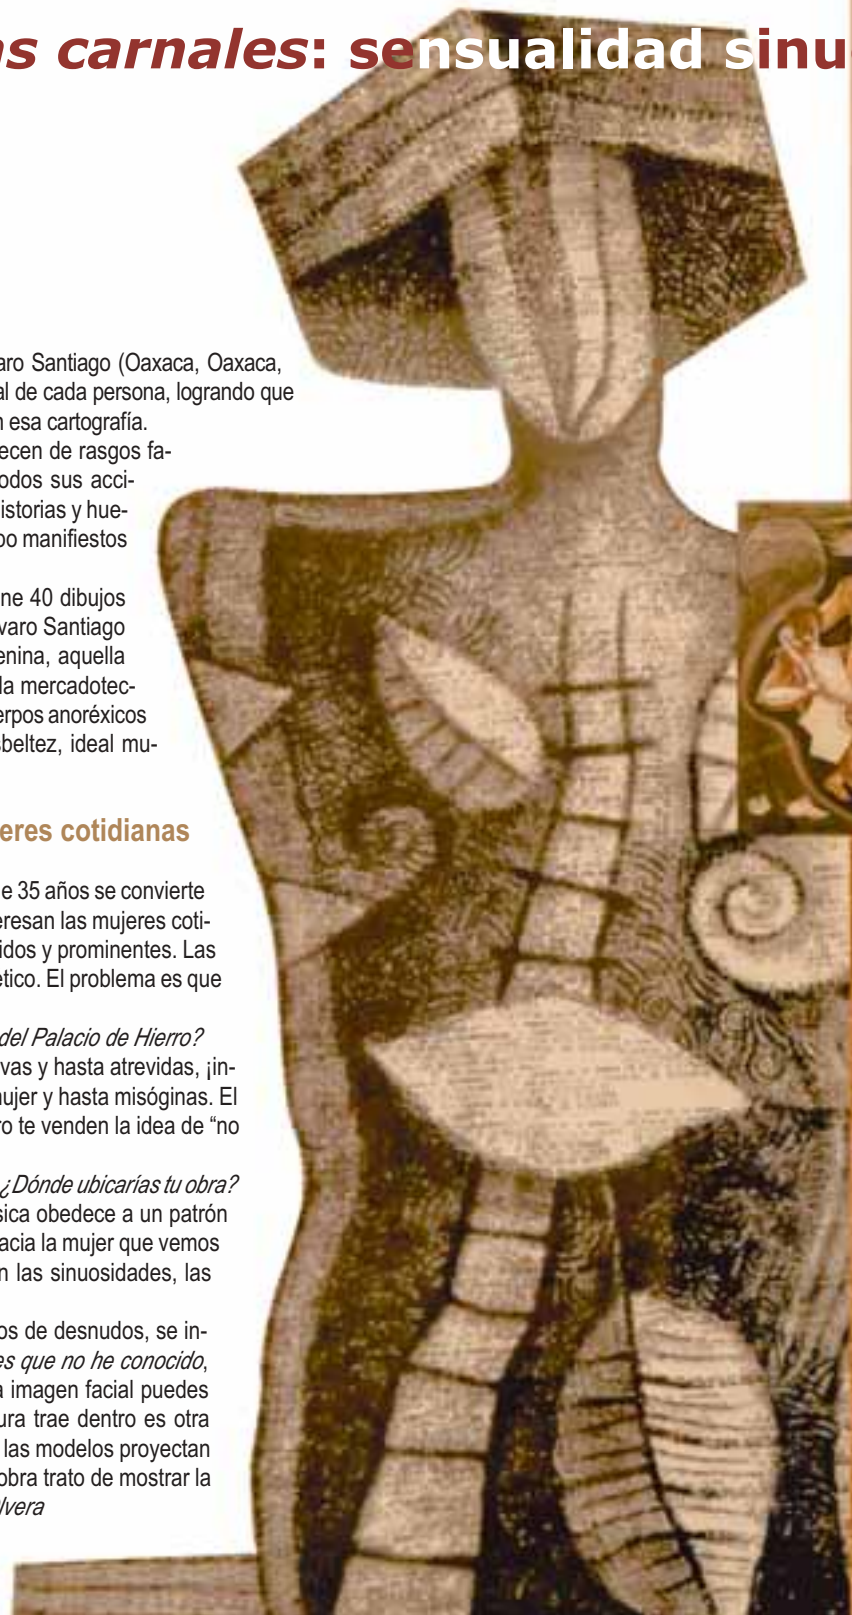 as carnales: sensualidad sinu
aro Santiago (Oaxaca, Oaxaca,
al de cada persona, logrando que
n esa cartografía.
ecen de rasgos fa-
odos sus acci-
istorias y hue-
po manifiestos
ne 40 dibujos
varo Santiago
enina, aquella
la mercadotec-
erpos anoréxicos
sbeltez, ideal mu-
eres cotidianas
e 35 años se convierte
eresan las mujeres coti-
idos y prominentes. Las
ético. El problema es que
del Palacio de Hierro?
vas y hasta atrevidas, ¡in-
mujer y hasta misóginas. El
ro te venden la idea de “no
¿Dónde ubicarías tu obra?
sica obedece a un patrón
acia la mujer que vemos
n las sinuosidades, las
os de desnudos, se in-
es que no he conocido,
a imagen facial puedes
ura trae dentro es otra
las modelos proyectan
obra trato de mostrar la
lvera